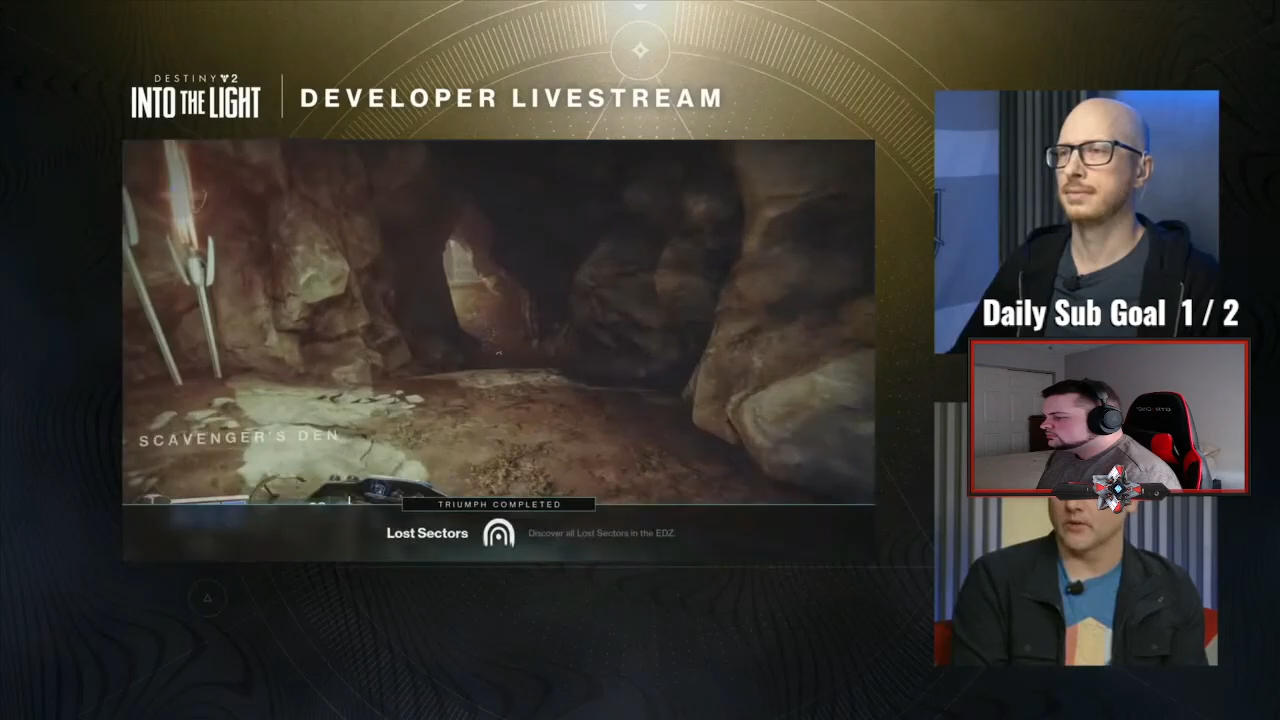 DESTINY 2
INTO THE LIGHT
DEVELOPER LIVESTREAM
Daily Sub Goal 1 / 2
SCAVENGER'S DEN
TRIUMPH COMPLETED
Lost Sectors
Discover all Lost Sectors in the EDZ.